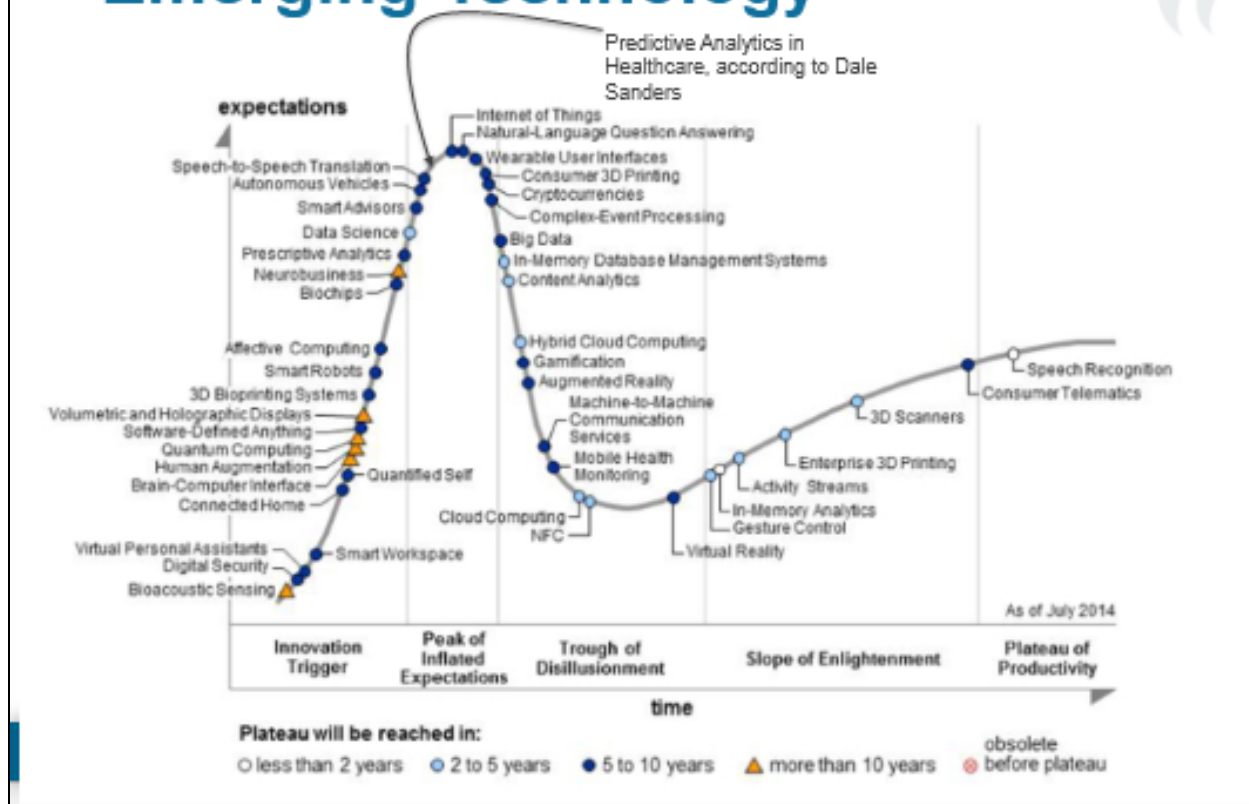 Emerging Technology
Predictive Analytics in
Healthcare, according to Dale
Sanders
expectations
Internet of Things
Natural-Language Question Answering
Wearable User Interfaces
Consumer 3D Printing
Cryptocurrencies
Complex-Event Processing
Speech-to-Speech Translation
Autonomous Vehicles
Smart Advisors
Data Science
Prescriptive Analytics
Neurobusiness
Biochips
Big Data
In-Memory Database Management Systems
Content Analytics
Hybrid Cloud Computing
Gamification
Augmented Reality
Machine-to-Machine
Communication
Services
Mobile Health
Monitoring
Affective Computing
Smart Robots
3D Bioprinting Systems
Volumetric and Holographic Displays
Software-Defined Anything
Quantum Computing
Human Augmentation
Brain-Computer Interface
Quantified Self
Connected Home
Cloud Computing
NFC
Virtual Personal Assistants
Smart Workspace
Digital Security
Bioacoustic Sensing
Speech Recognition
Consumer Telematics
3D Scanners
Enterprise 3D Printing
Activity Streams
In-Memory Analytics
Gesture Control
Virtual Reality
As of July 2014
Innovation
Trigger
Peak of
Inflated
Expectations
Trough of
Disillusionment
Slope of Enlightenment
Plateau of
Productivity
time
Plateau will be reached in:
less than 2 years
2 to 5 years
5 to 10 years
more than 10 years
obsolete
before plateau